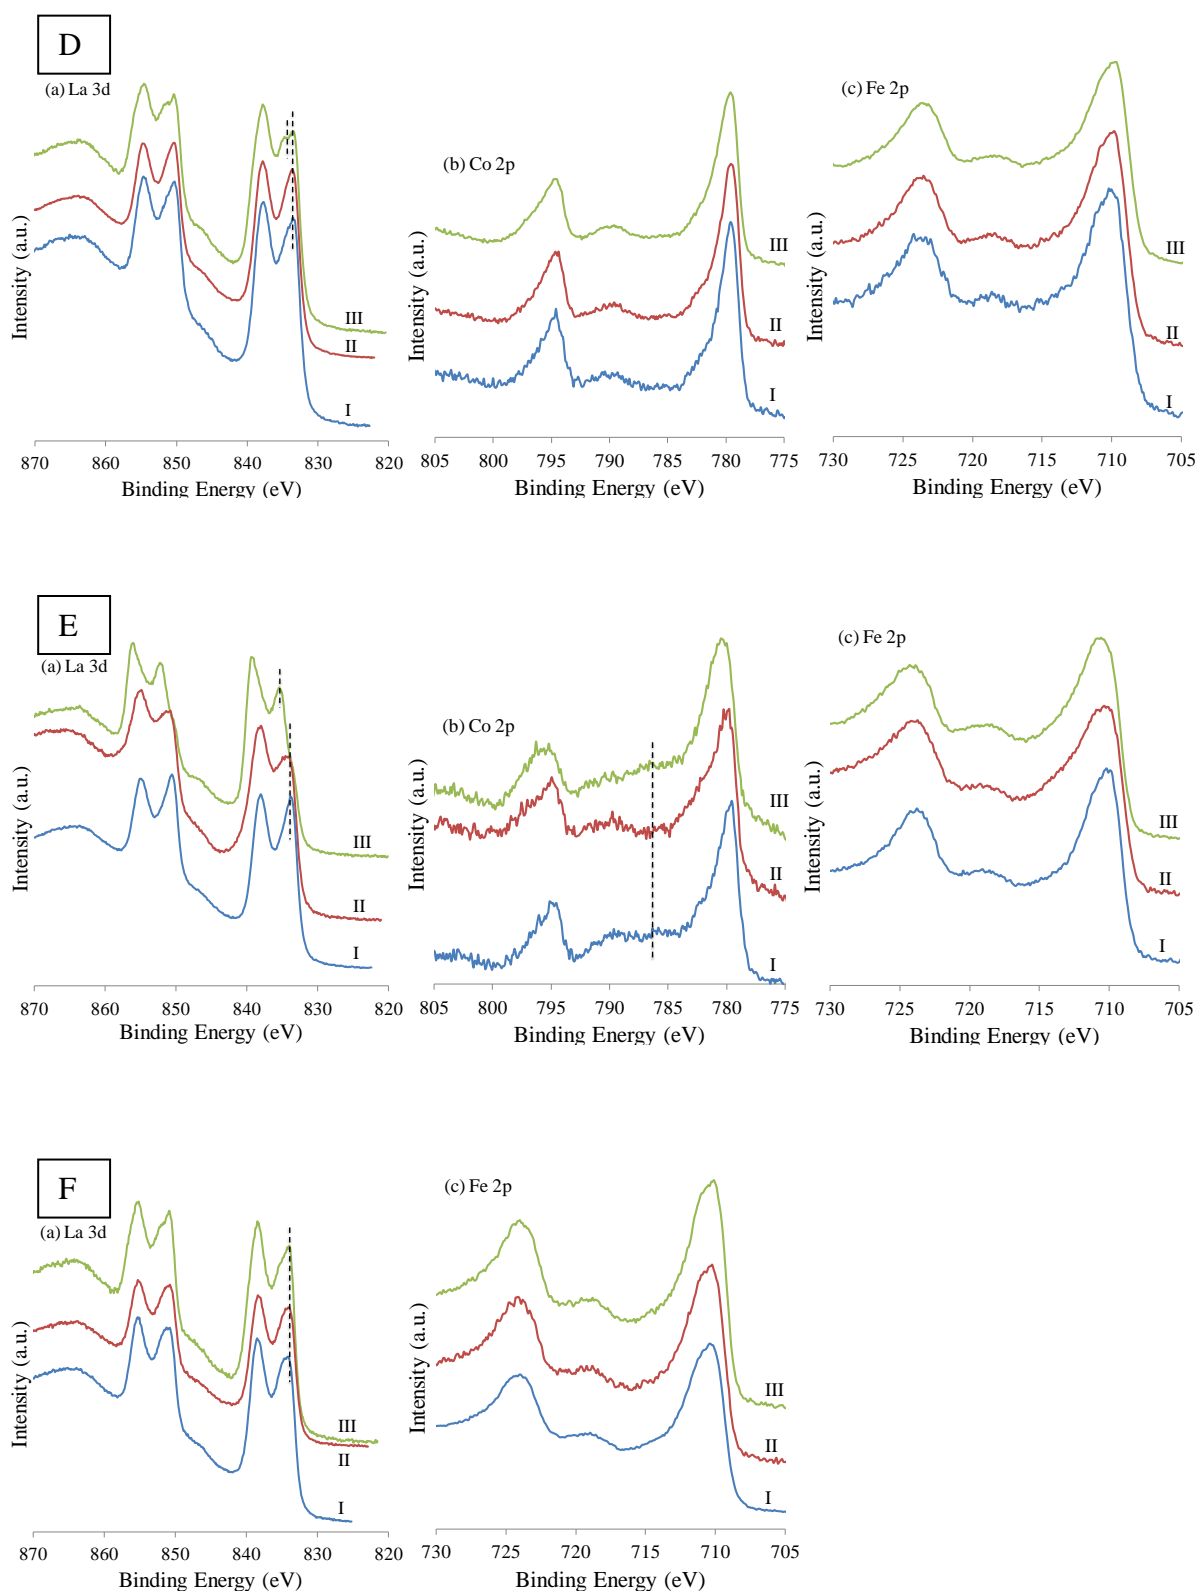 D
(a) La 3d
(b) Co 2p
(c) Fe 2p
Intensity (a.u.)
Intensity (a.u.)
Intensity (a.u.)
III
II
I
III
II
I
III
II
I
870 860 850 840 830 820
805 800 795 790 785 780 775
730 725 720 715 710 705
Binding Energy (eV)
Binding Energy (eV)
Binding Energy (eV)
E
(a) La 3d
(b) Co 2p
(c) Fe 2p
Intensity (a.u.)
Intensity (a.u.)
Intensity (a.u.)
III
II
I
III
II
I
III
II
I
870 860 850 840 830 820
805 800 795 790 785 780 775
730 725 720 715 710 705
Binding Energy (eV)
Binding Energy (eV)
Binding Energy (eV)
F
(a) La 3d
(c) Fe 2p
Intensity (a.u.)
Intensity (a.u.)
III
II
I
III
II
I
870 860 850 840 830 820
730 725 720 715 710 705
Binding Energy (eV)
Binding Energy (eV)